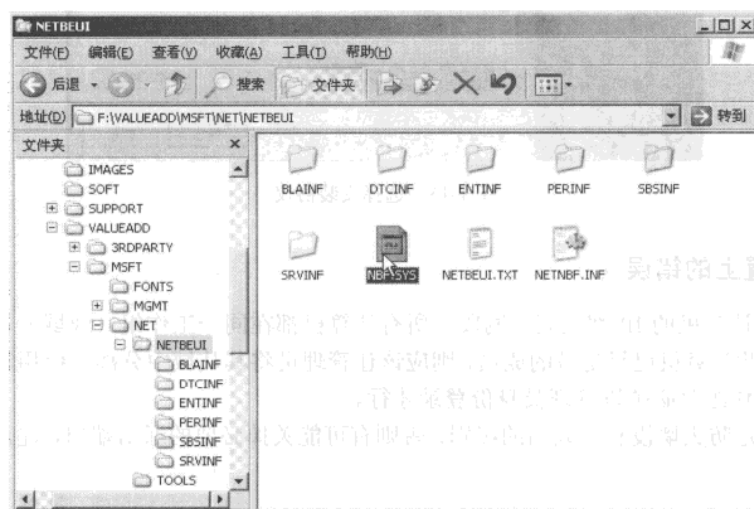 NETBEUI
文件(F) 编辑(E) 查看(V) 收藏(A) 工具(T) 帮助(H)
后退 搜索 文件夹
地址(D) F:\VALUEADD\MSFT\NET\NETBEUI 转到
文件夹
IMAGES
SOFT
SUPPORT
VALUEADD
3RDPARTY
MSFT
FONTS
MGMT
NET
NETBEUI
BLAINF
DTCINF
ENTINF
PERINF
SBSINF
SRVINF
TOOLS
BLAINF DTCINF ENTINF PERINF SBSINF
SRVINF NBF.SYS NETBEUI.TXT NETNBF.INF